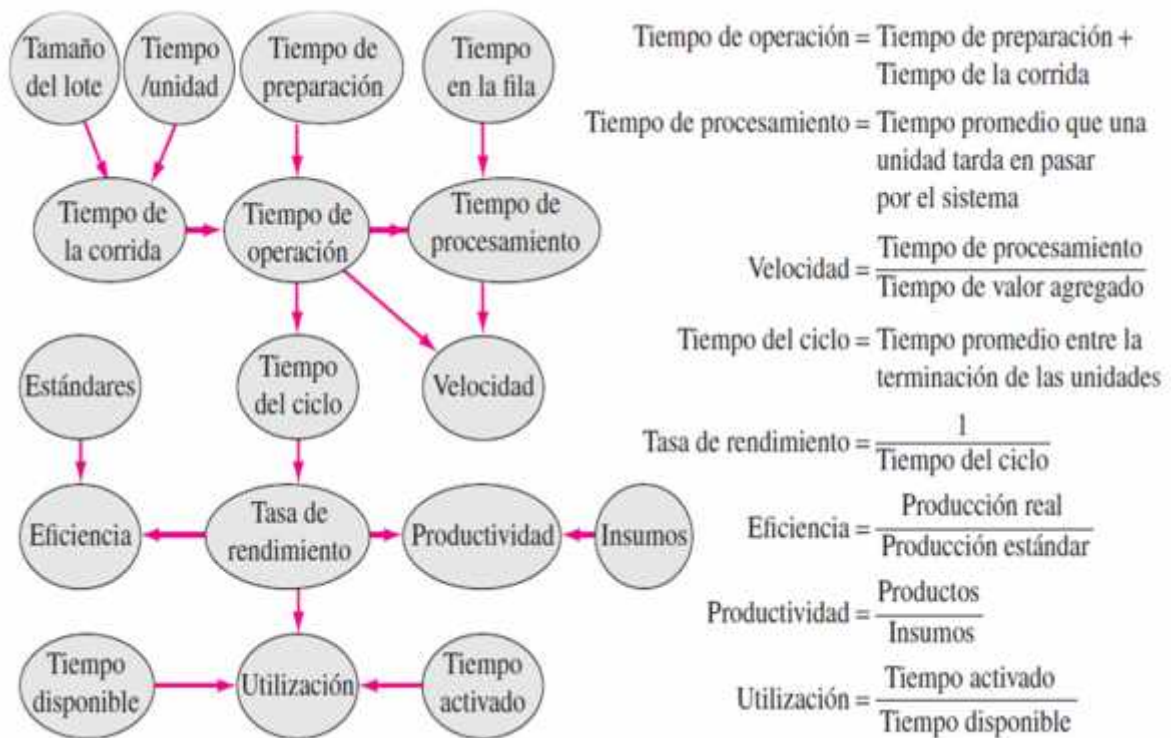 Tamaño
del lote
Tiempo
/unidad
Tiempo de
preparación
Tiempo
en la fila
Tiempo de
la corrida
Tiempo de
operación
Tiempo de
procesamiento
Estándares
Tiempo
del ciclo
Velocidad
Eficiencia
Tasa de
rendimiento
Productividad
Insumos
Tiempo
disponible
Utilización
Tiempo
activado
Tiempo de operación = Tiempo de preparación +
Tiempo de la corrida
Tiempo de procesamiento = Tiempo promedio que una
unidad tarda en pasar
por el sistema
Velocidad = Tiempo de procesamiento
Tiempo de valor agregado
Tiempo del ciclo = Tiempo promedio entre la
terminación de las unidades
Tasa de rendimiento = 1
Tiempo del ciclo
Eficiencia = Producción real
Producción estándar
Productividad = Productos
Insumos
Utilización = Tiempo activado
Tiempo disponible